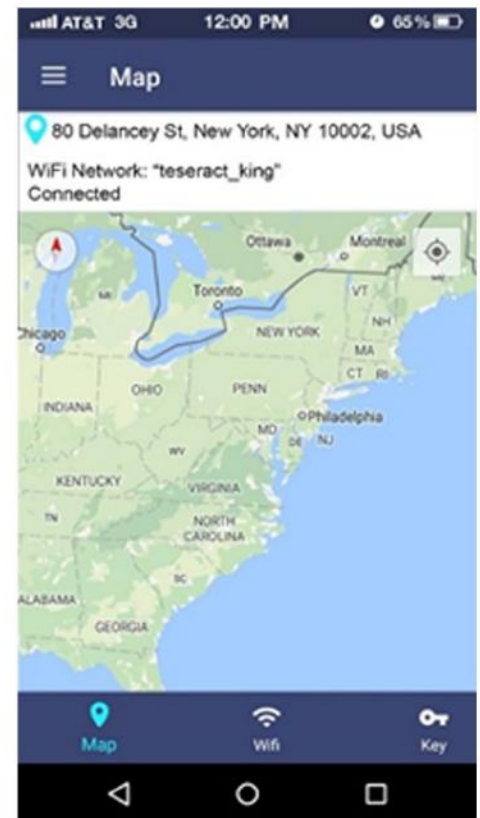 AT&T 3G 12:00 PM 65%
Map
80 Delancey St, New York, NY 10002, USA
WiFi Network: "teseract_king"
Connected
Ottawa Montreal
MI Toronto VT
NH
Chicago NEW YORK
MA
CT RI
OHIO PENN
INDIANA
Philadelphia
MD DE NJ
WV
KENTUCKY VIRGINIA
TN NORTH
CAROLINA
SC
ALABAMA
GEORGIA
Map Wifi Key